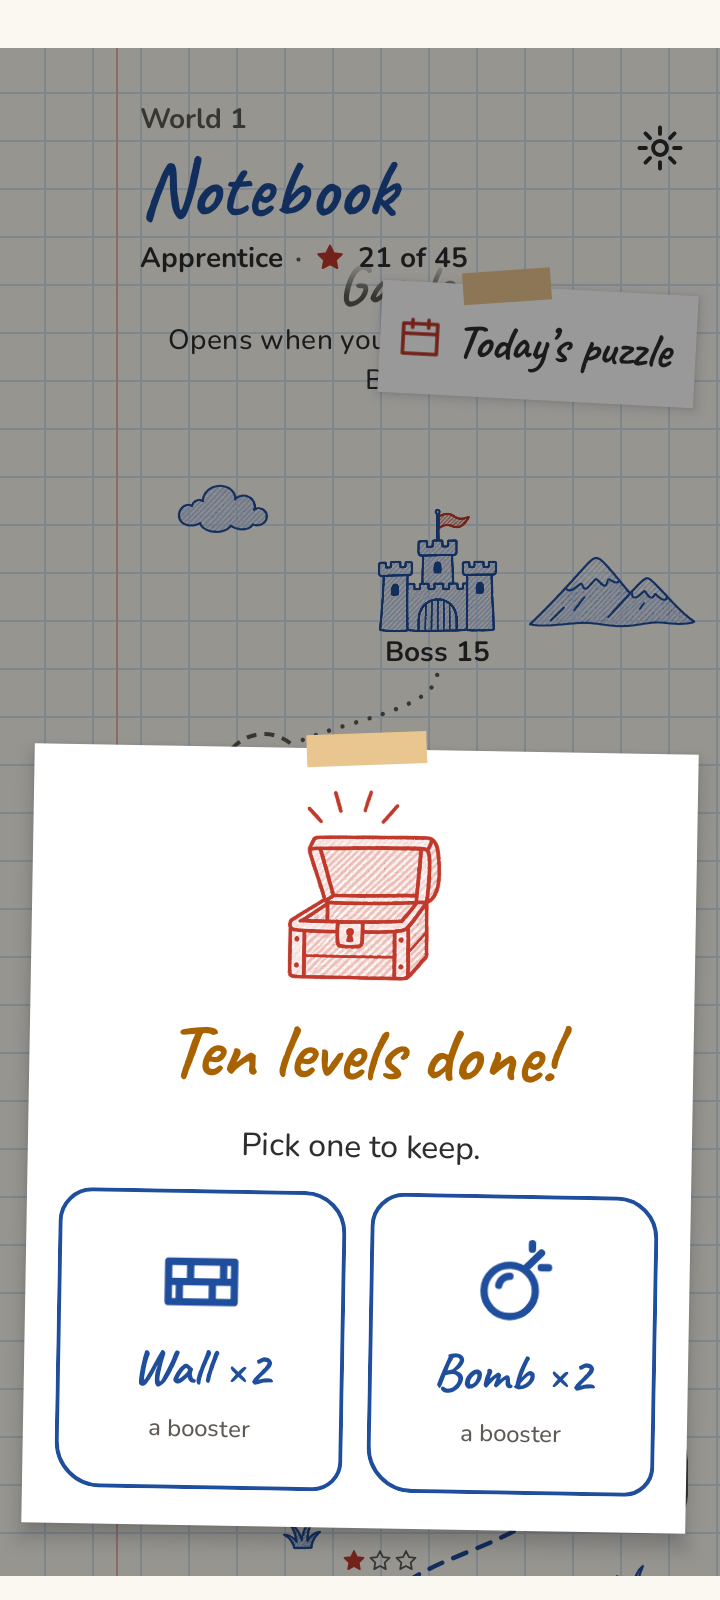 World 1
Notebook
Apprentice · 21 of 45
Opens when you
Today's puzzle
Boss 15
Ten levels done!
Pick one to keep.
Wall ×2
Bomb ×2
a booster
a booster